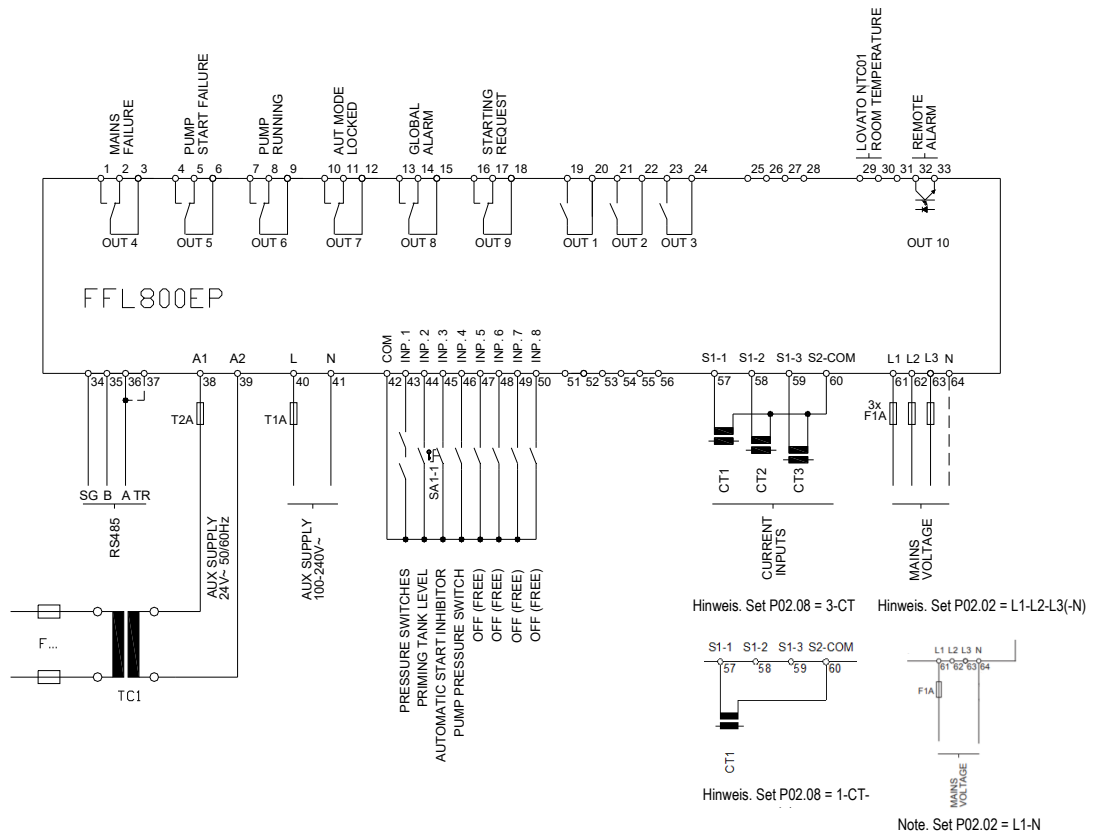 MAINS FAILURE
PUMP START FAILURE
PUMP RUNNING
AUT MODE LOCKED
GLOBAL ALARM
STARTING REQUEST
LOVATO NTC01 ROOM TEMPERATURE
REMOTE ALARM
1 2 3 4 5 6 7 8 9 10 11 12 13 14 15 16 17 18 19 20 21 22 23 24 25 26 27 28 29 30 31 32 33
OUT 4 OUT 5 OUT 6 OUT 7 OUT 8 OUT 9 OUT 1 OUT 2 OUT 3 OUT 10
FFL800EP
A1 A2 L N COM INP. 1 INP. 2 INP. 3 INP. 4 INP. 5 INP. 6 INP. 7 INP. 8 S1-1 S1-2 S1-3 S2-COM L1 L2 L3 N
34 35 36 37 38 39 40 41 42 43 44 45 46 47 48 49 50 51 52 53 54 55 56 57 58 59 60 61 62 63 64
T2A T1A 3x F1A
SA1-1
CT1 CT2 CT3
SG B A TR
RS485
AUX SUPPLY
24V~ 50/60Hz
AUX SUPPLY
100-240V~
CURRENT INPUTS
MAINS VOLTAGE
PRESSURE SWITCHES
PRIMING TANK LEVEL
AUTOMATIC START INHIBITOR
PUMP PRESSURE SWITCH
OFF (FREE)
OFF (FREE)
OFF (FREE)
OFF (FREE)
F...
TC1
Hinweis. Set P02.08 = 3-CT
Hinweis. Set P02.02 = L1-L2-L3(-N)
S1-1 S1-2 S1-3 S2-COM
57 58 59 60
CT1
Hinweis. Set P02.08 = 1-CT-
L1 L2 L3 N
61 62 63 64
F1A
MAINS VOLTAGE
Note. Set P02.02 = L1-N